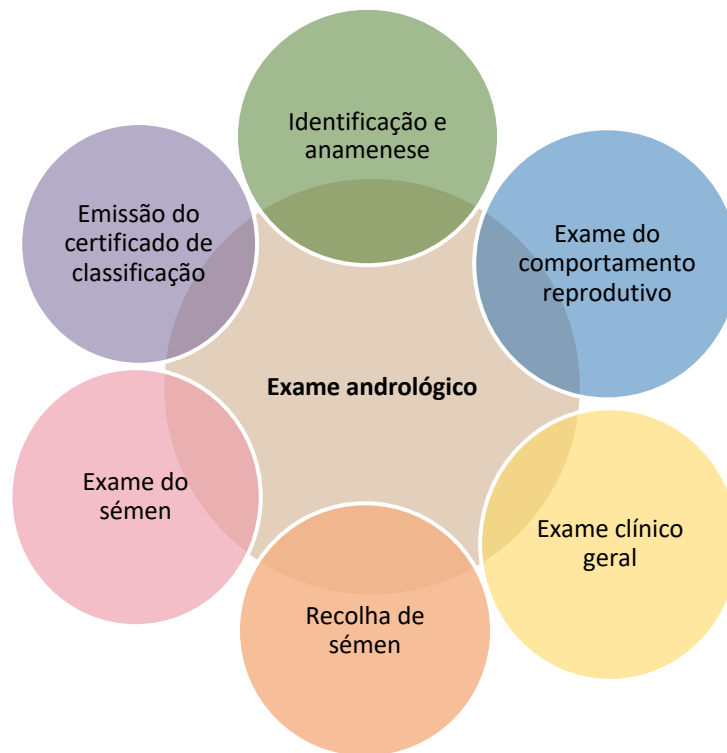 Identificação e
anamenese
Exame do
comportamento
reprodutivo
Exame clínico
geral
Recolha de
sémen
Exame do
sémen
Emissão do
certificado de
classificação
Exame andrológico